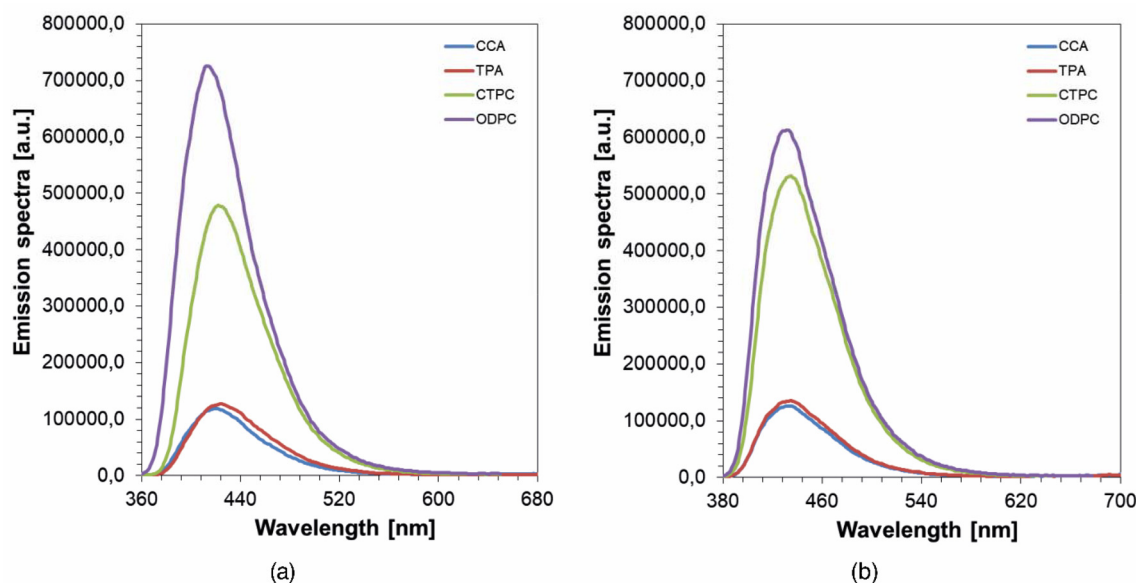 Emission spectra [a.u.]
800000,0
700000,0
600000,0
500000,0
400000,0
300000,0
200000,0
100000,0
0,0
360
440
520
600
680
Wavelength [nm]
CCA
TPA
CTPC
ODPC
(a)
Emission spectra [a.u.]
800000,0
700000,0
600000,0
500000,0
400000,0
300000,0
200000,0
100000,0
0,0
380
460
540
620
700
Wavelength [nm]
CCA
TPA
CTPC
ODPC
(b)